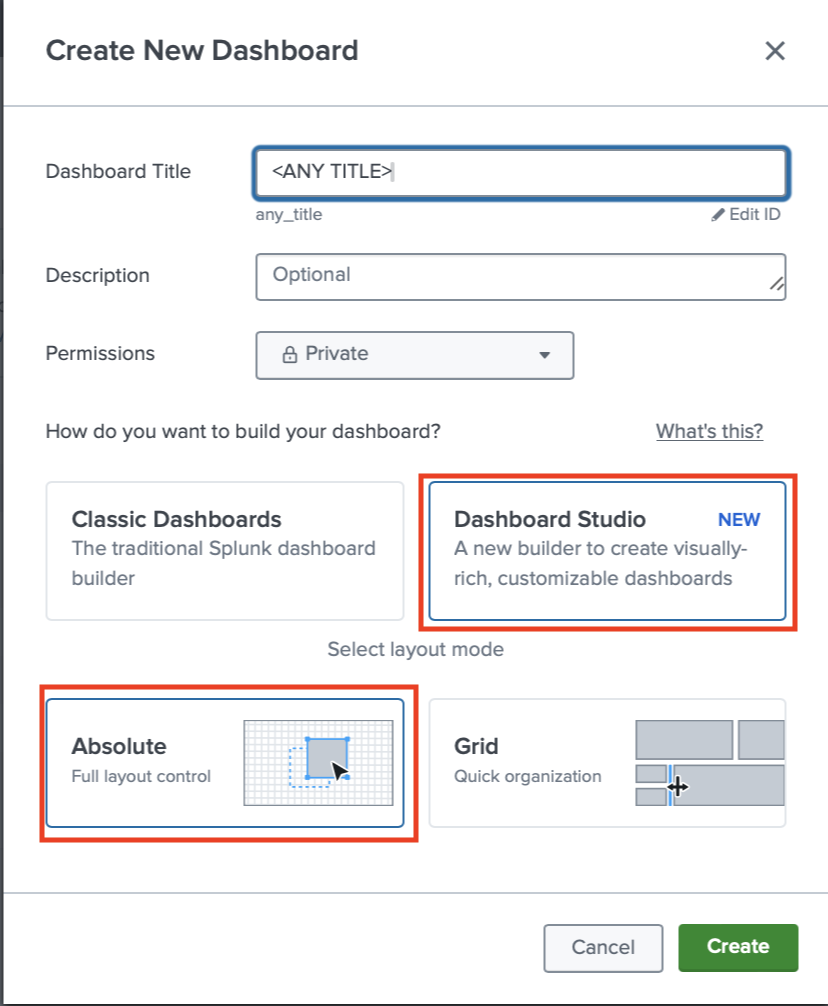 Create New Dashboard
Dashboard Title
<ANY TITLE>
any_title
Edit ID
Description
Optional
Permissions
Private
How do you want to build your dashboard?
What's this?
Classic Dashboards
The traditional Splunk dashboard
builder
Dashboard Studio
NEW
A new builder to create visually-
rich, customizable dashboards
Select layout mode
Absolute
Full layout control
Grid
Quick organization
Cancel
Create